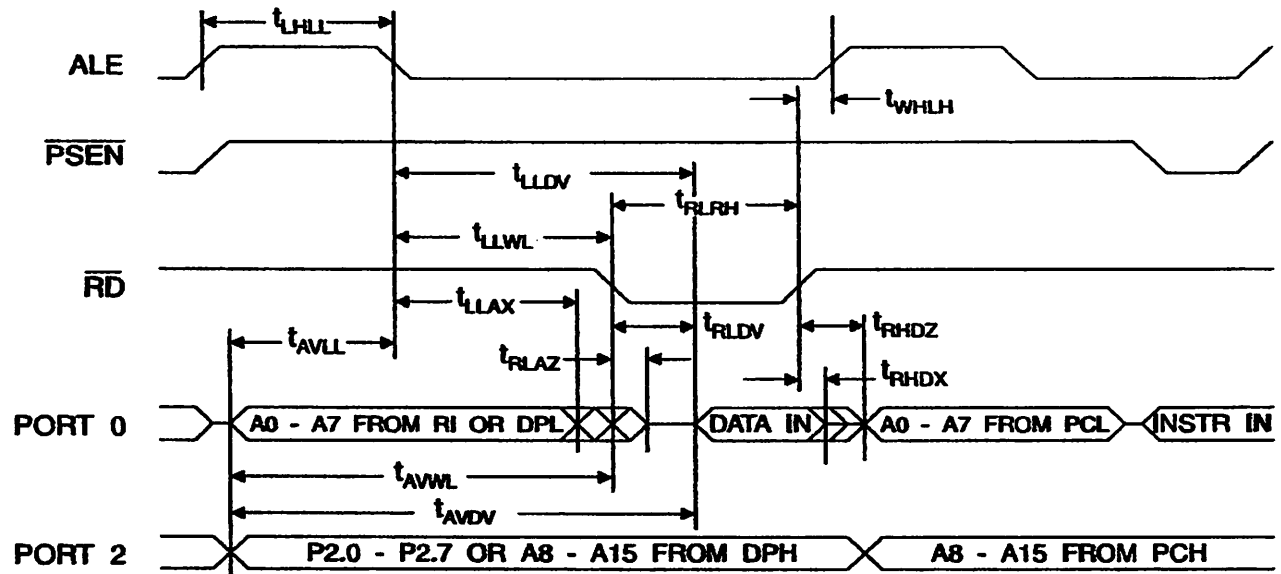 tLHLL
ALE
tWHLH
PSEN
tLLDV
tRLRH
tLLWL
RD
tLLAX
tRLDV
tRHDZ
tAVLL
tRLAZ
tRHDX
PORT 0
A0 - A7 FROM RI OR DPL
DATA IN
A0 - A7 FROM PCL
INSTR IN
tAVWL
tAVDV
PORT 2
P2.0 - P2.7 OR A8 - A15 FROM DPH
A8 - A15 FROM PCH